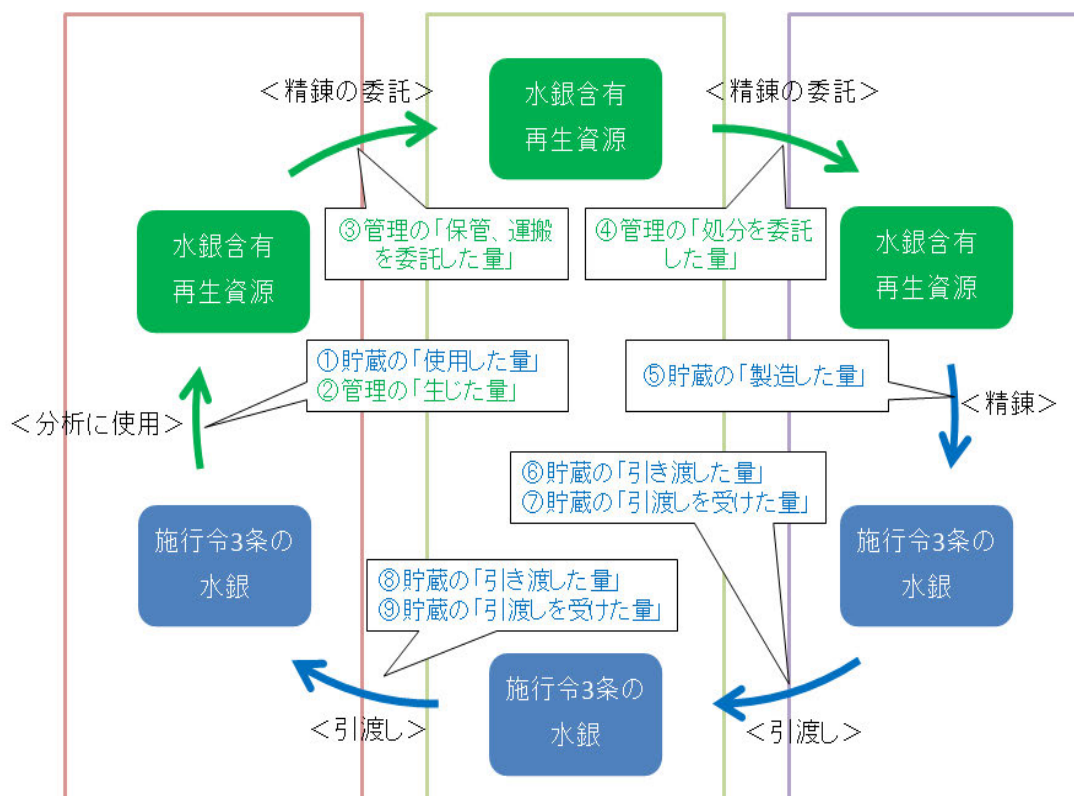 ＜精錬の委託＞
水銀含有
再生資源
＜精錬の委託＞
水銀含有
再生資源
③管理の「保管、運搬
を委託した量」
④管理の「処分を委託
した量」
水銀含有
再生資源
①貯蔵の「使用した量」
②管理の「生じた量」
⑤貯蔵の「製造した量」
＜分析に使用＞
＜精錬＞
⑥貯蔵の「引き渡した量」
⑦貯蔵の「引渡しを受けた量」
施行令3条の
水銀
⑧貯蔵の「引き渡した量」
⑨貯蔵の「引渡しを受けた量」
施行令3条の
水銀
施行令3条の
水銀
＜引渡し＞
＜引渡し＞